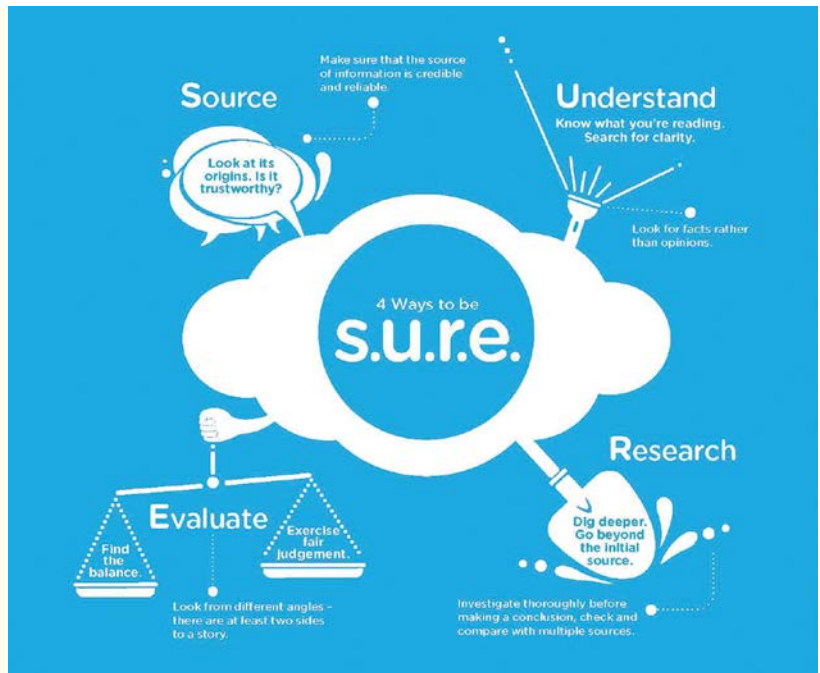 Source
Make sure that the source
of information is credible
and reliable.
Look at its
origins. Is it
trustworthy?
Understand
Know what you're reading.
Search for clarity.
Look for facts rather
than opinions.
4 Ways to be
s.u.r.e.
Research
Dig deeper.
Go beyond
the initial
source.
Investigate thoroughly before
making a conclusion, check and
compare with multiple sources.
Evaluate
Find
the
balance.
Exercise
fair
judgement.
Look from different angles –
there are at least two sides
to a story.